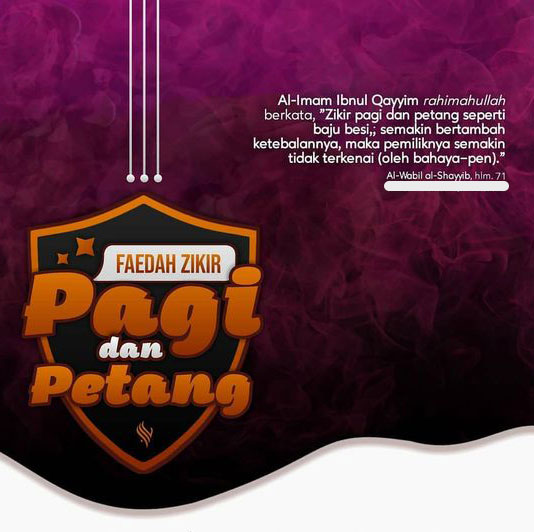 Al-Imam Ibnul Qayyim rahimahullah
berkata, "Zikir pagi dan petang seperti
baju besi,; semakin bertambah
ketebalannya, maka pemiliknya semakin
tidak terkenai (oleh bahaya-pen)."
Al-Wabil al-Shayyib, hlm. 71
FAEDAH ZIKIR
Pagi
dan
Petang